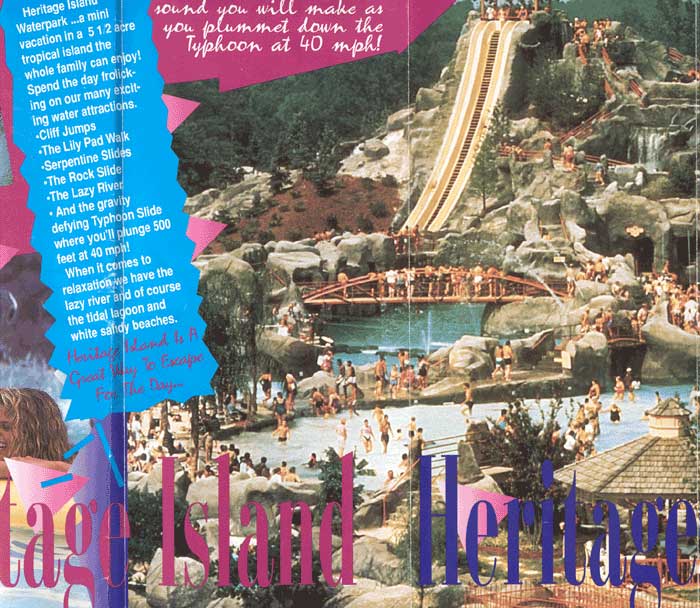 Heritage Island
Waterpark ...a mini
vacation in a 5 1/2 acre
tropical island the
whole family can enjoy!
Spend the day frolick-
ing on our many excit-
ing water attractions.
•Cliff Jumps
•The Lily Pad Walk
•Serpentine Slides
•The Rock Slide
•The Lazy River
• And the gravity
defying Typhoon Slide
where you'll plunge 500
feet at 40 mph!
When it comes to
relaxation we have the
lazy river and of course
the tidal lagoon and
white sandy beaches.
Heritage Island Is A
Great Way To Escape
For The Day...
sound you will make as
you plummet down the
Typhoon at 40 mph!
tage Island Heritage